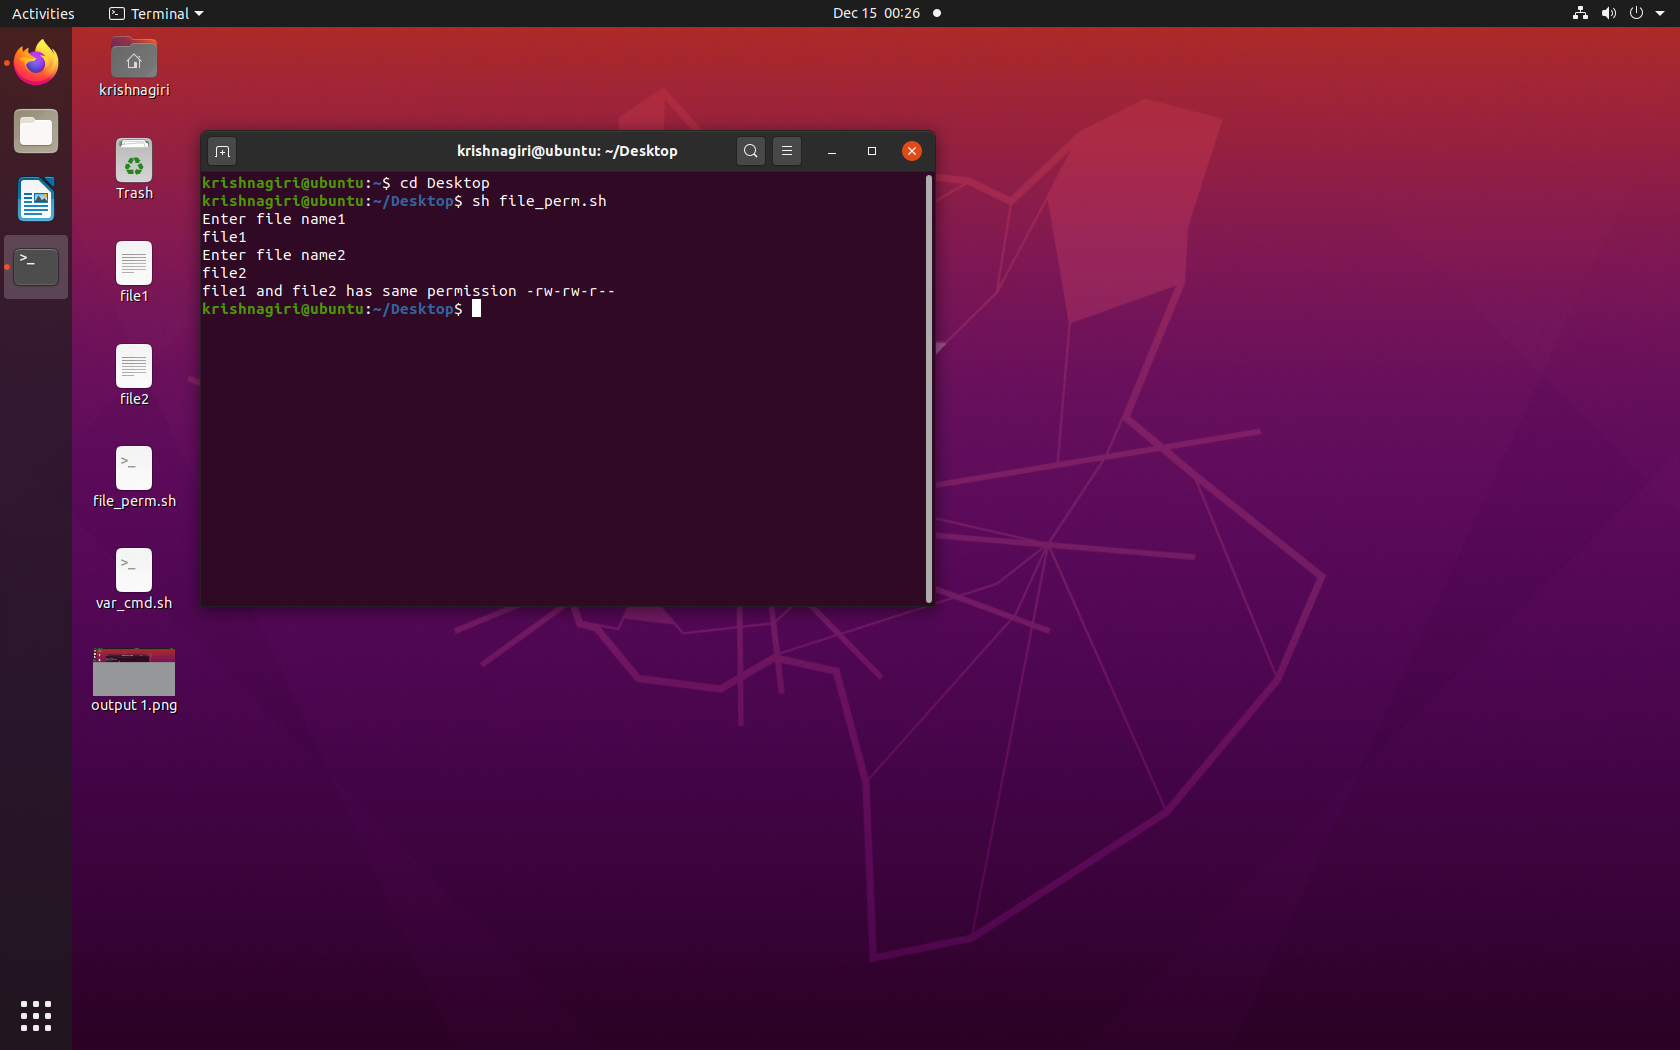 Activities
Terminal
Dec 15 00:26
krishnagiri
Trash
file1
file2
file_perm.sh
var_cmd.sh
output 1.png
krishnagiri@ubuntu: ~/Desktop
krishnagiri@ubuntu:~$ cd Desktop
krishnagiri@ubuntu:~/Desktop$ sh file_perm.sh
Enter file name1
file1
Enter file name2
file2
file1 and file2 has same permission -rw-rw-r--
krishnagiri@ubuntu:~/Desktop$